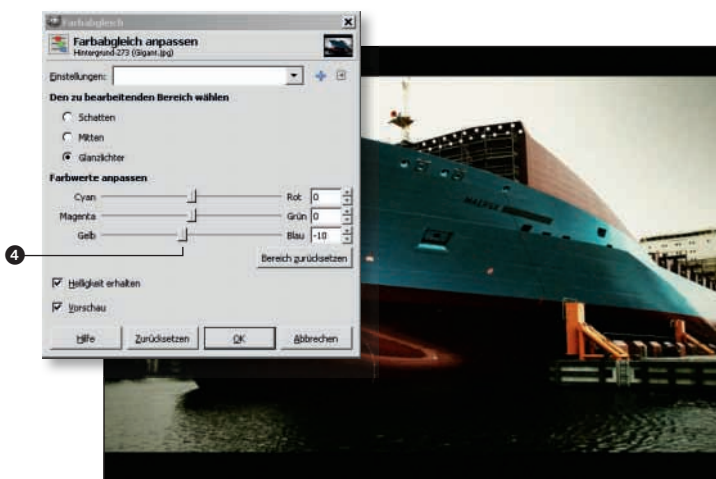 Farbabgleich
Farbabgleich anpassen
Hintergrund-273 (Gigant.jpg)
Einstellungen:
Den zu bearbeitenden Bereich wählen
Schatten
Mitten
Glanzlichter
Farbwerte anpassen
Cyan Rot 0
Magenta Grün 0
Gelb Blau -10
4
Bereich zurücksetzen
Helligkeit erhalten
Vorschau
Hilfe Zurücksetzen OK Abbrechen
MAERSK